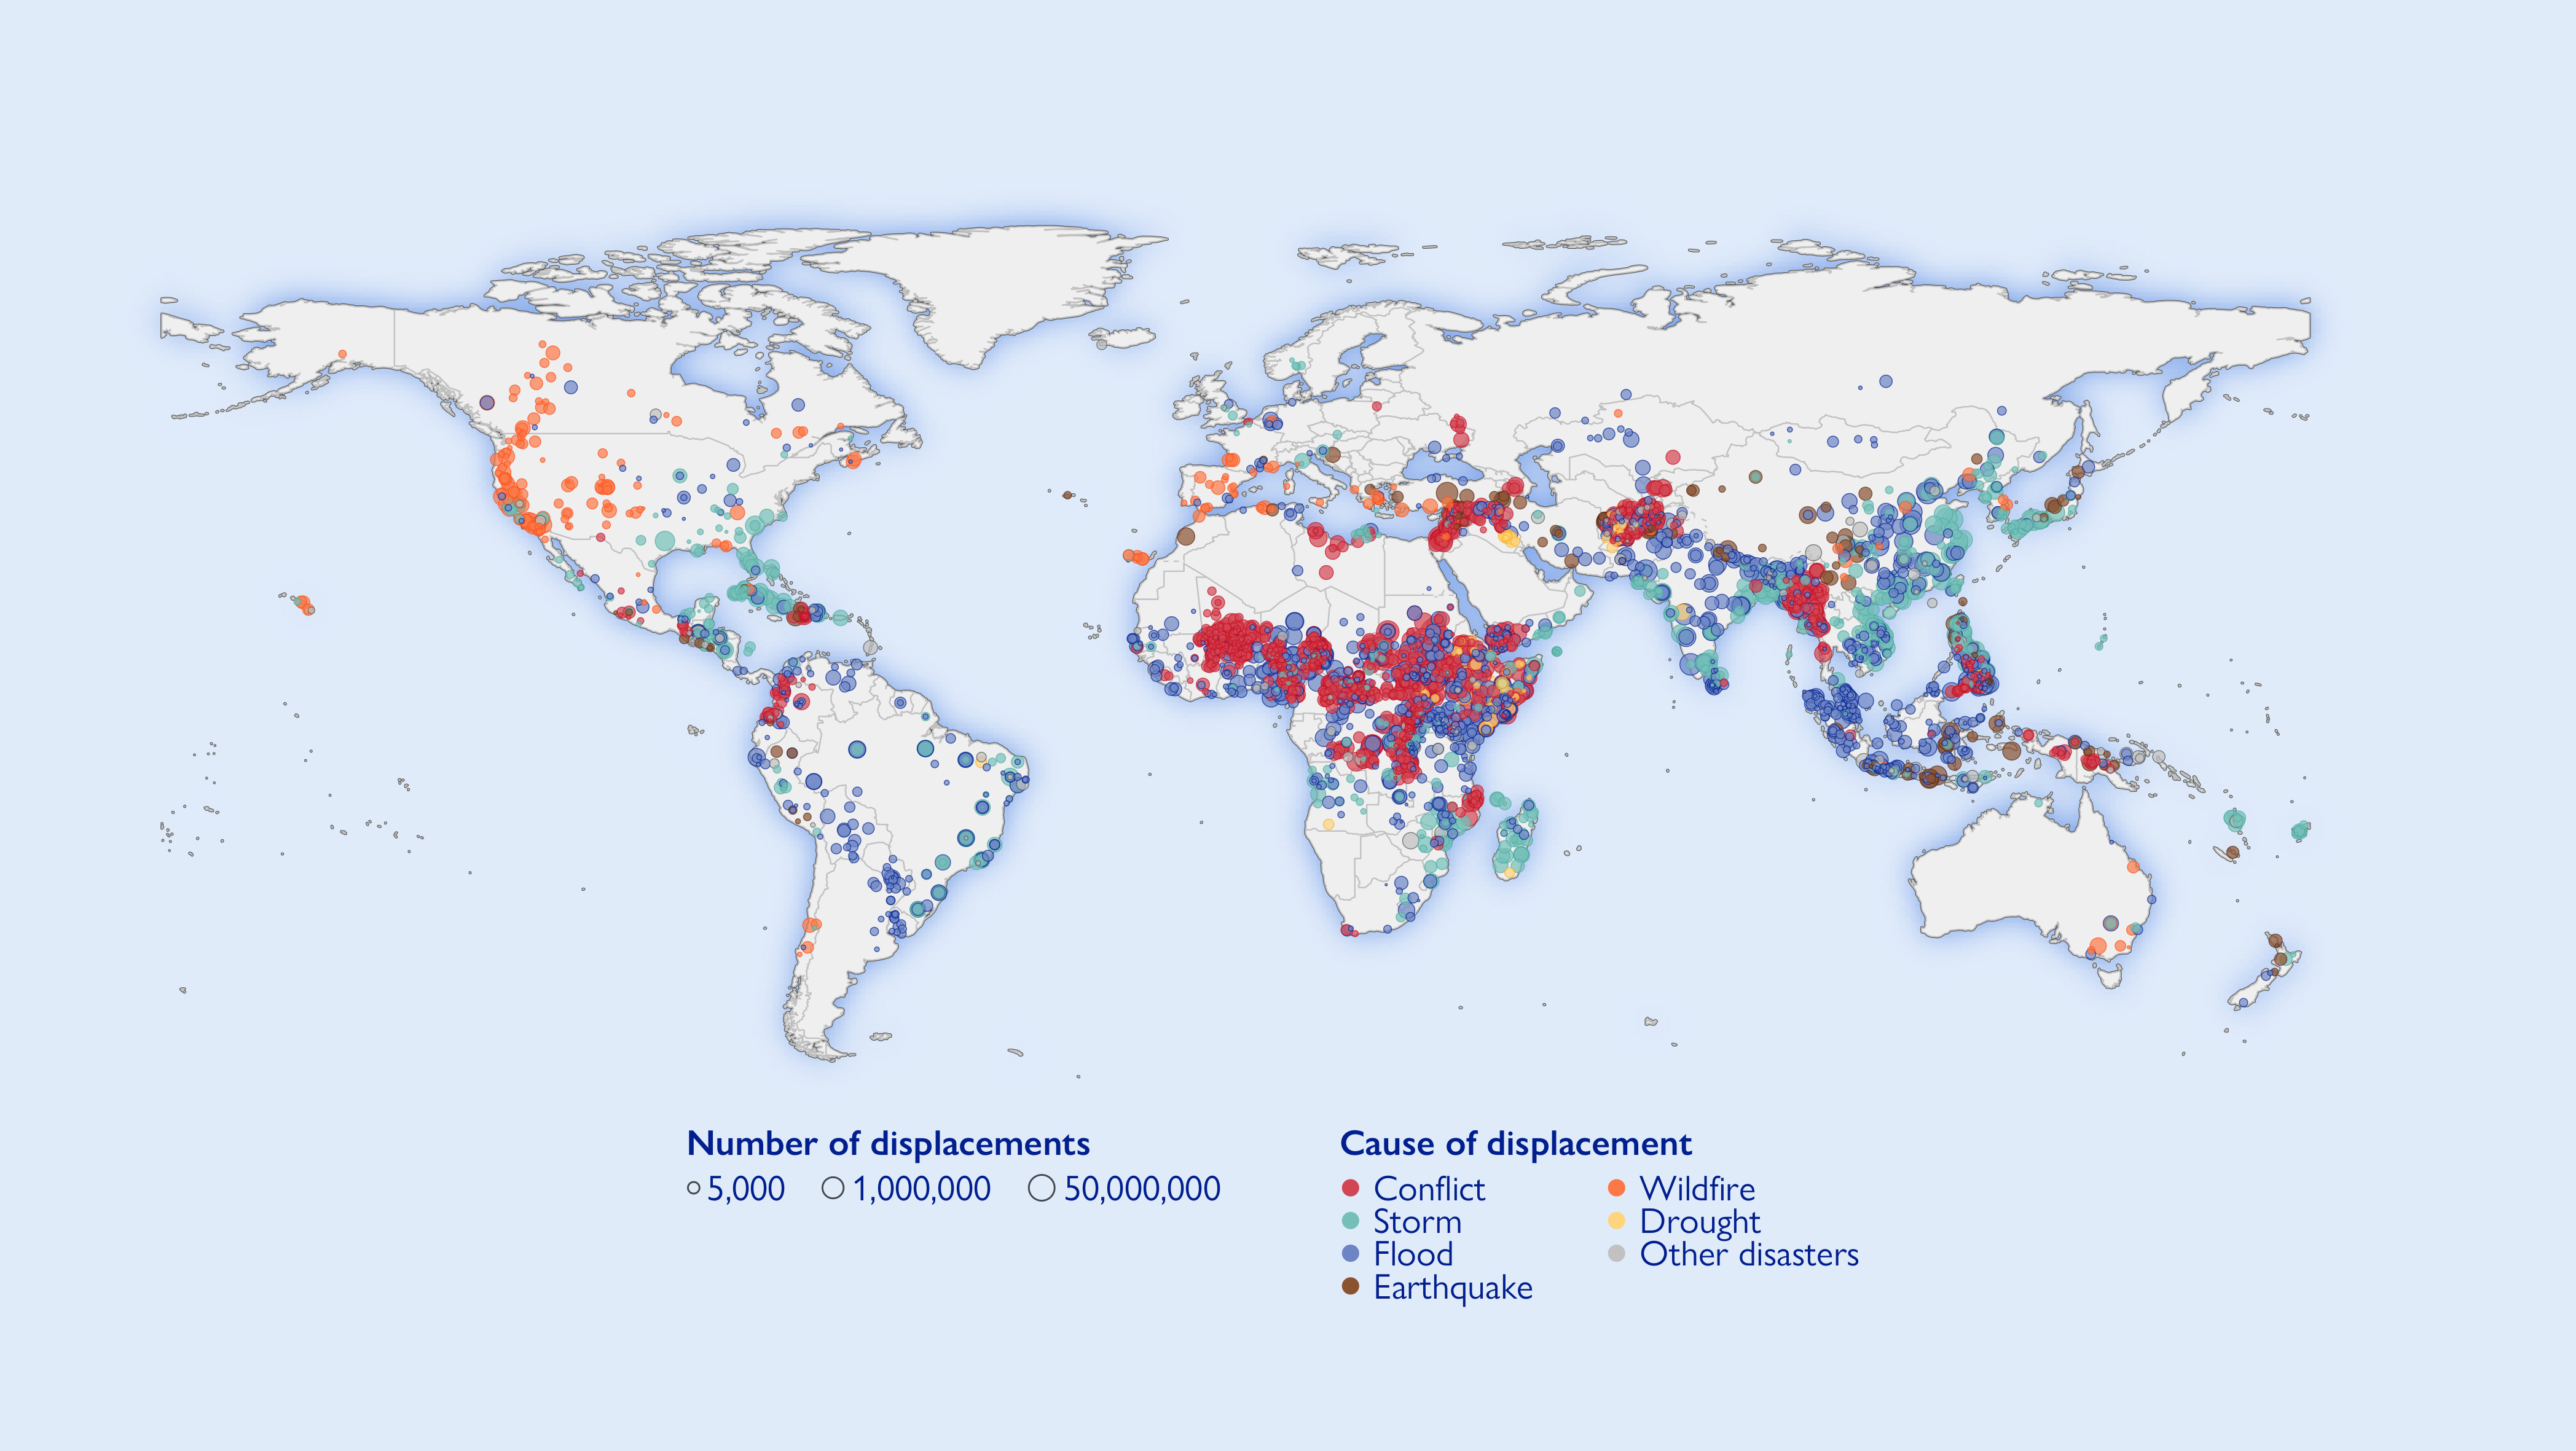 Number of displacements
5,000 1,000,000 50,000,000
Cause of displacement
Conflict
Storm
Flood
Earthquake
Wildfire
Drought
Other disasters